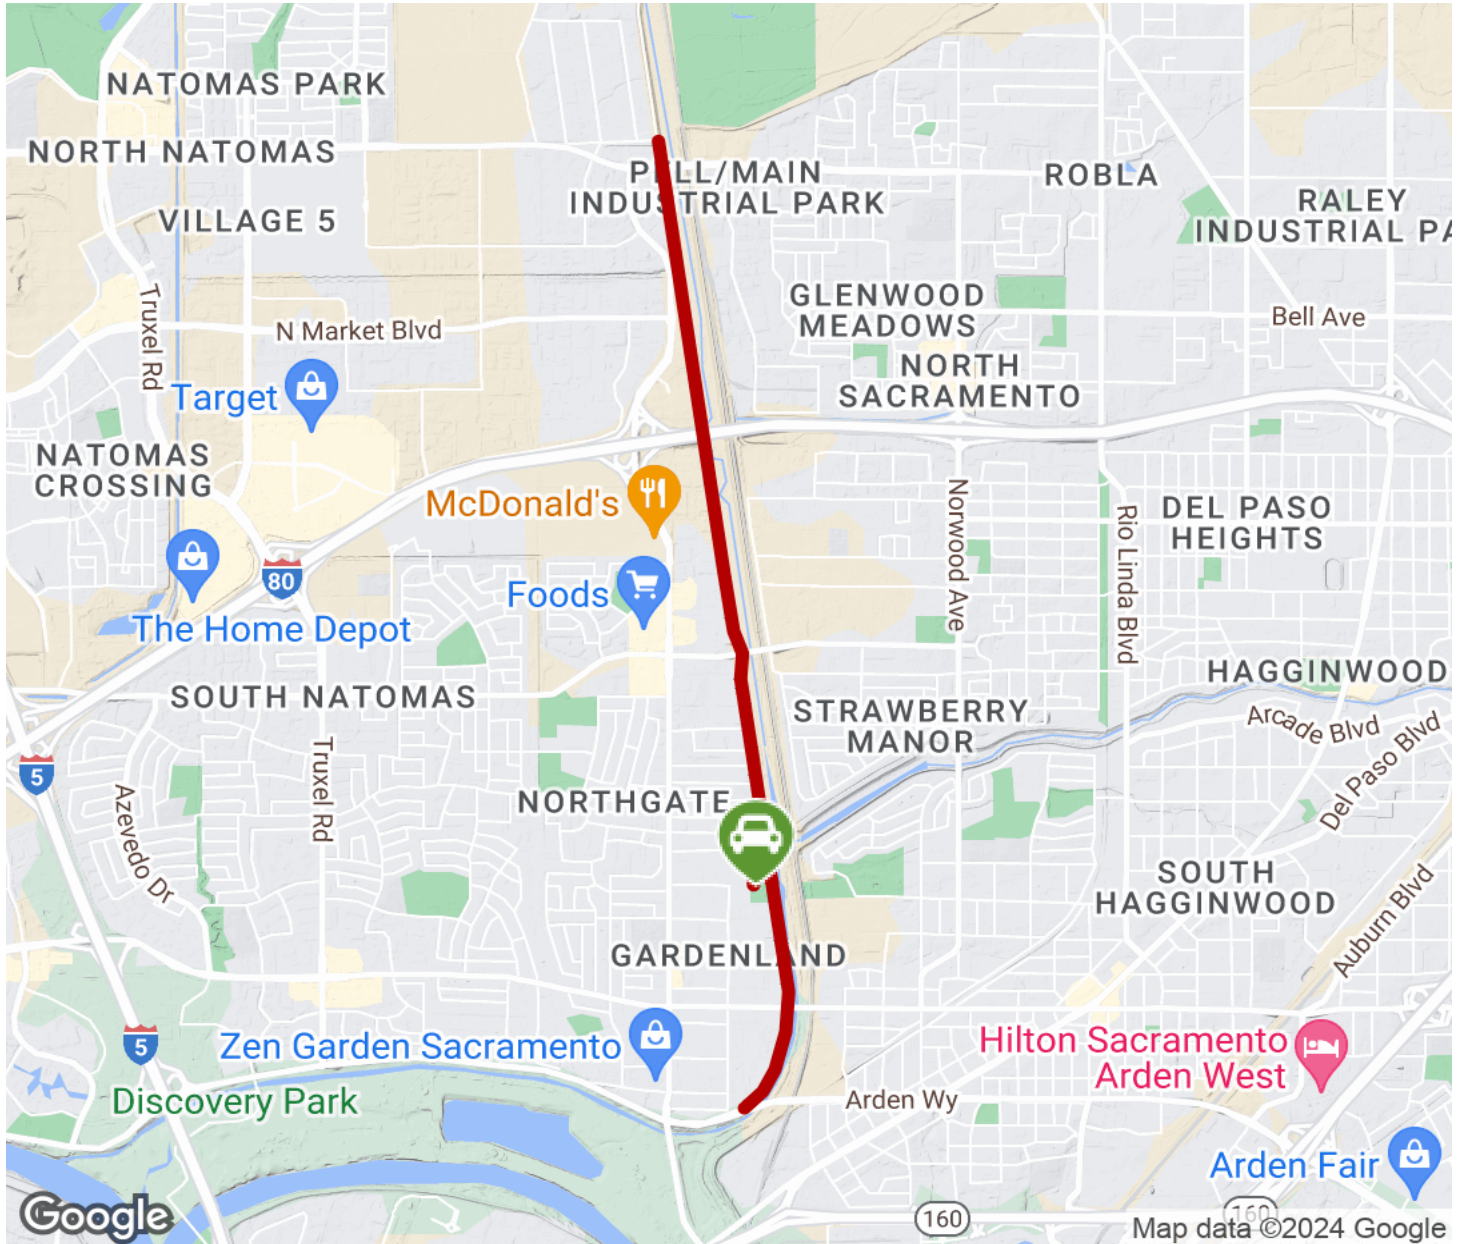 NATOMAS PARK
NORTH NATOMAS
VILLAGE 5
PELL/MAIN
INDUSTRIAL PARK
ROBLA
RALEY
INDUSTRIAL PA
GLENWOOD
MEADOWS
Bell Ave
Truxel Rd
N Market Blvd
Target
NORTH
SACRAMENTO
NATOMAS
CROSSING
McDonald's
Norwood Ave
Rio Linda Blvd
DEL PASO
HEIGHTS
80
Foods
The Home Depot
SOUTH NATOMAS
HAGGINWOOD
STRAWBERRY
MANOR
Arcade Blvd
Del Paso Blvd
5
Truxel Rd
Azevedo Dr
NORTHGATE
SOUTH
HAGGINWOOD
Auburn Blvd
GARDENLAND
5
Zen Garden Sacramento
Hilton Sacramento
Arden West
Discovery Park
Arden Wy
Arden Fair
Google
160
160
Map data ©2024 Google